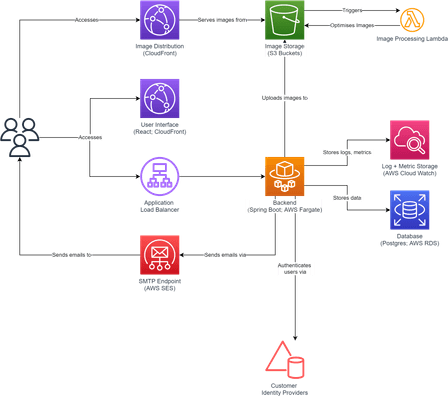 Accesses
Serves images from
Triggers
Optimises Images
Image Distribution
(CloudFront)
Image Storage
(S3 Buckets)
Image Processing Lambda
User Interface
(React; CloudFront)
Uploads images to
Accesses
Stores logs, metrics
Log + Metric Storage
(AWS Cloud Watch)
Application
Load Balancer
Backend
(Spring Boot; AWS Fargate)
Stores data
Database
(Postgres; AWS RDS)
Sends emails to
Sends emails via
SMTP Endpoint
(AWS SES)
Authenticates
users via
Customer
Identity Providers